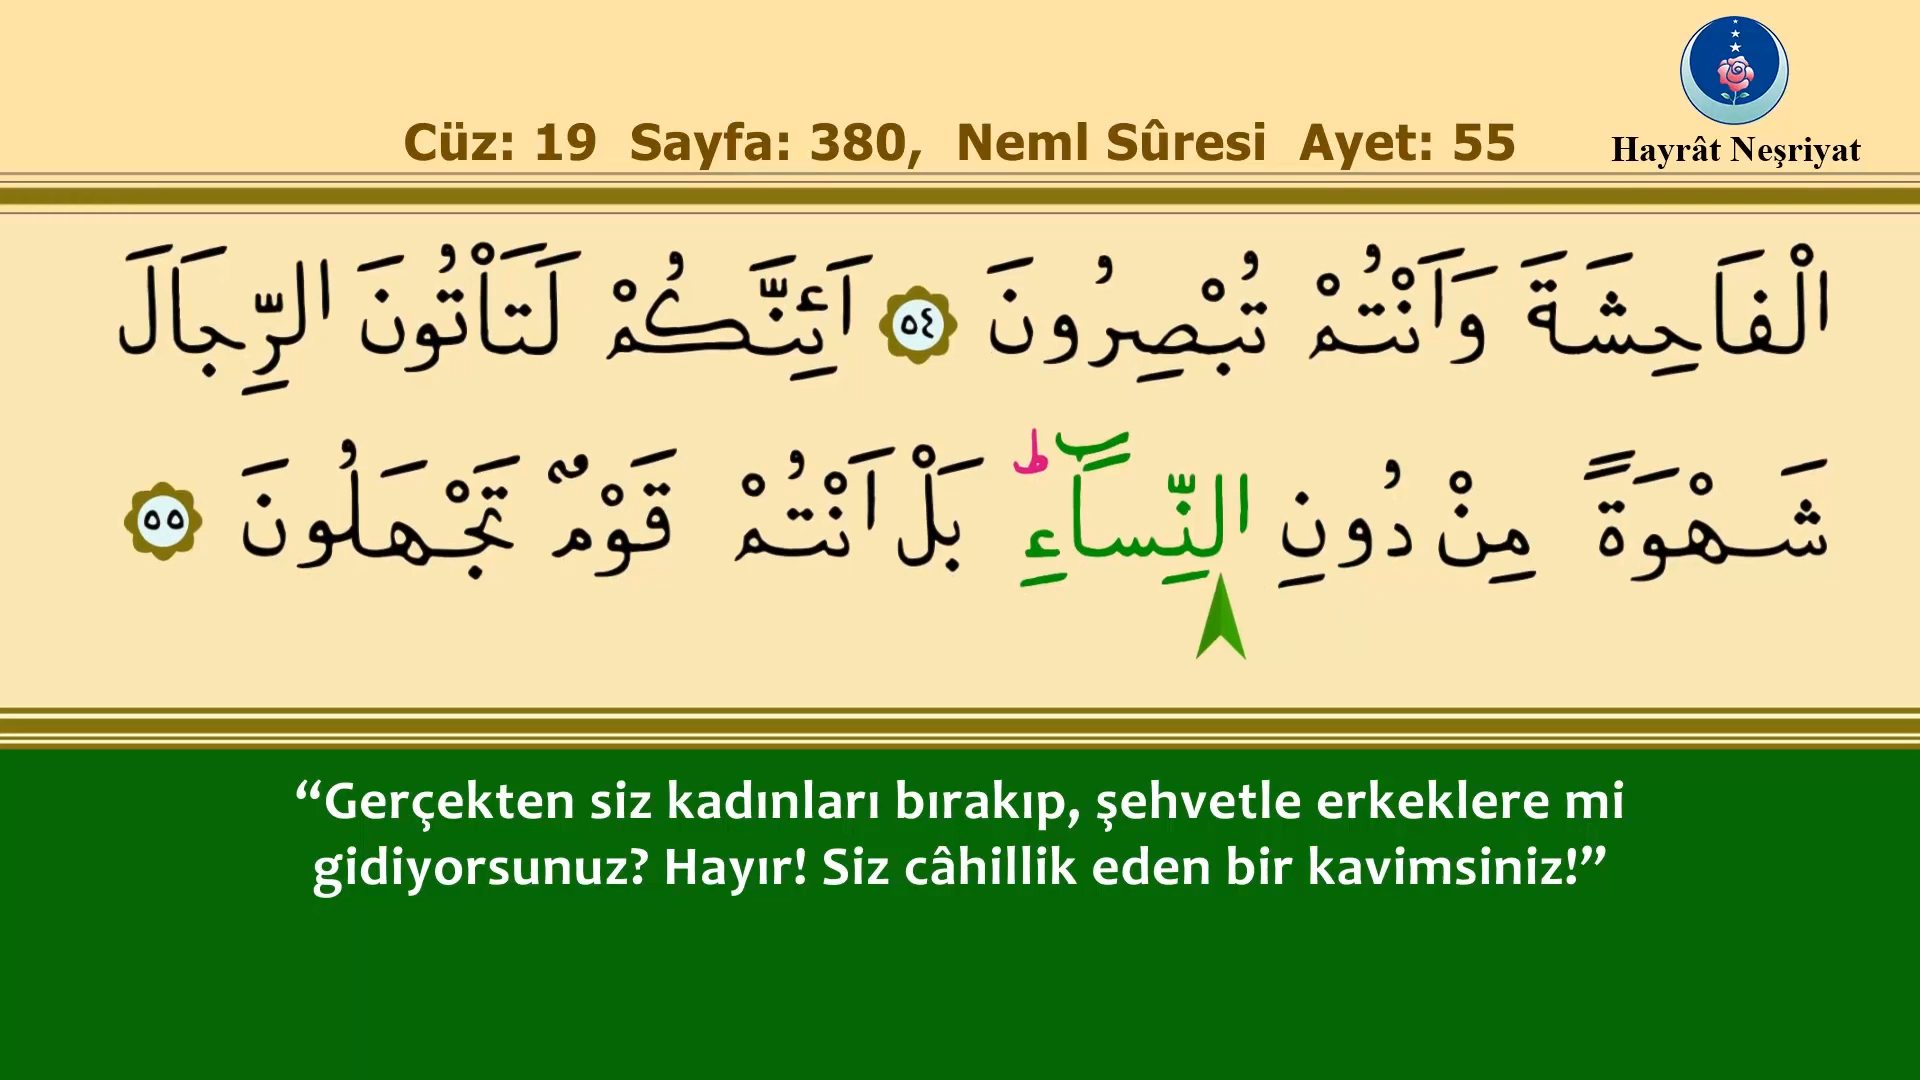 Cüz: 19 Sayfa: 380, Neml Sûresi Ayet: 55
Hayrât Neşriyat
الْفَاحِشَةَ وَاَنْتُمْ تُبْصِرُونَ ﴿٥٤﴾ اَئِنَّكُمْ لَتَاْتُونَ الرِّجَالَ
شَهْوَةً مِنْ دُونِ النِّسَٓاءِۜ بَلْ اَنْتُمْ قَوْمٌ تَجْهَلُونَ ﴿٥٥﴾
“Gerçekten siz kadınları bırakıp, şehvetle erkeklere mi
gidiyorsunuz? Hayır! Siz câhillik eden bir kavimsiniz!”